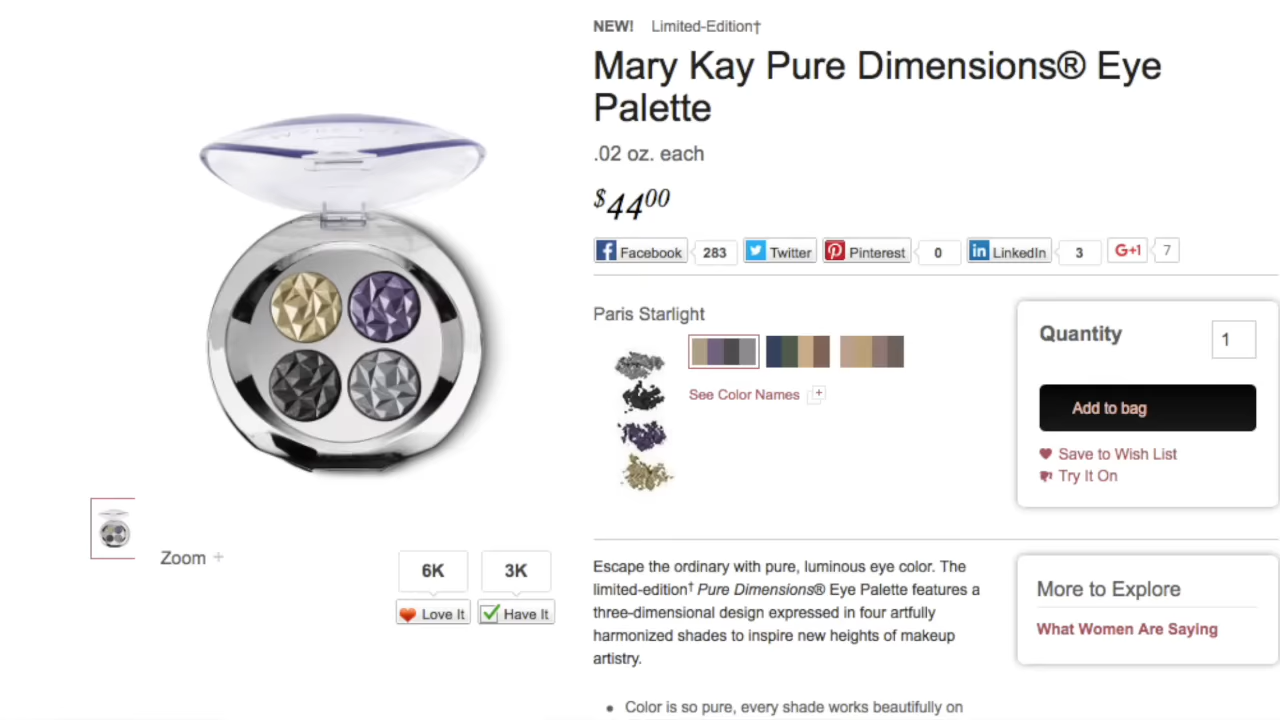 NEW! Limited-Edition†
Mary Kay Pure Dimensions® Eye
Palette
.02 oz. each
$4400
Facebook 283 Twitter Pinterest 0 LinkedIn 3 G+1 7
Paris Starlight
See Color Names +
Quantity 1
Add to bag
Save to Wish List
Try It On
Zoom +
6K 3K
Love It Have It
Escape the ordinary with pure, luminous eye color. The
limited-edition† Pure Dimensions® Eye Palette features a
three-dimensional design expressed in four artfully
harmonized shades to inspire new heights of makeup
artistry.
• Color is so pure, every shade works beautifully on
More to Explore
What Women Are Saying